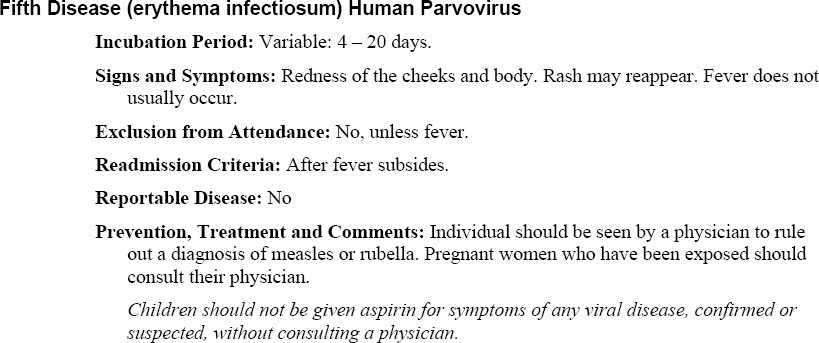 Fifth Disease (erythema infectiosum) Human Parvovirus
Incubation Period: Variable: 4 – 20 days.
Signs and Symptoms: Redness of the cheeks and body. Rash may reappear. Fever does not
usually occur.
Exclusion from Attendance: No, unless fever.
Readmission Criteria: After fever subsides.
Reportable Disease: No
Prevention, Treatment and Comments: Individual should be seen by a physician to rule
out a diagnosis of measles or rubella. Pregnant women who have been exposed should
consult their physician.
Children should not be given aspirin for symptoms of any viral disease, confirmed or
suspected, without consulting a physician.